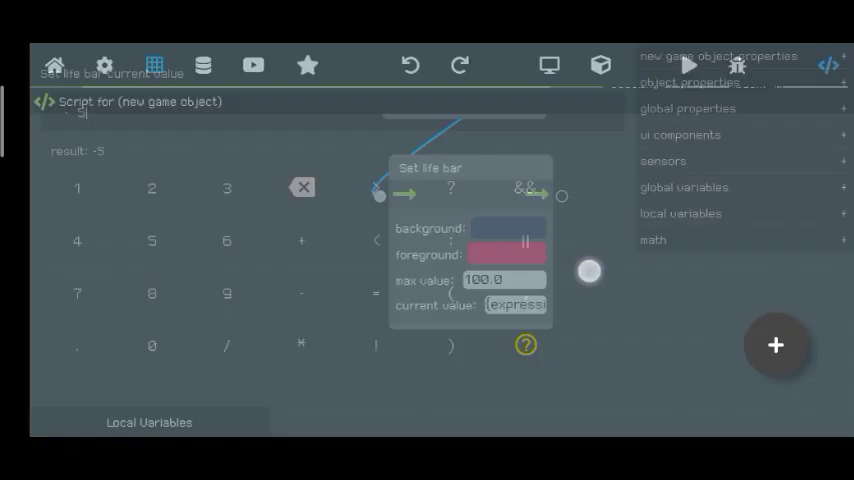 new game object properties +
Set life bar Current value
object properties +
</> Script for (new game object)
global properties +
- 5
ui components +
result: -5
sensors +
Set life bar
1 2 3 > ? && global variables +
local variables +
background:
4 5 6 + < : || math +
foreground:
max value: 100.0
7 8 9 - = (
current value: (expressi
. 0 / * ! ) ?
+
Local Variables